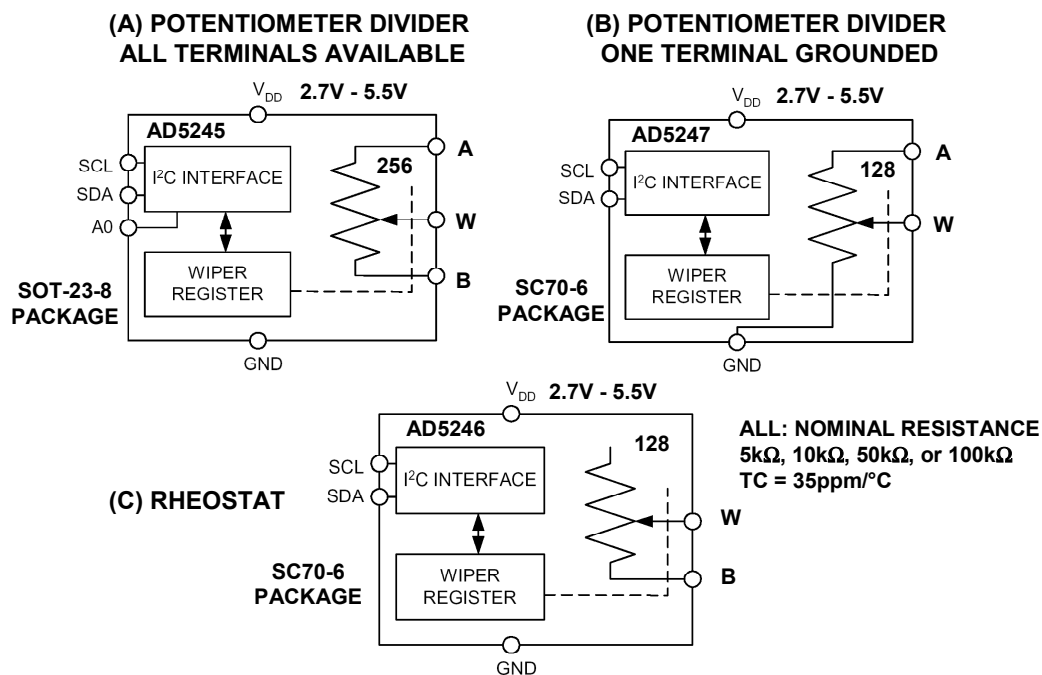 (A) POTENTIOMETER DIVIDER
ALL TERMINALS AVAILABLE
V_DD 2.7V - 5.5V
AD5245
SCL
SDA
A0
I²C INTERFACE
WIPER
REGISTER
256
A
W
B
SOT-23-8
PACKAGE
GND
(B) POTENTIOMETER DIVIDER
ONE TERMINAL GROUNDED
V_DD 2.7V - 5.5V
AD5247
SCL
SDA
I²C INTERFACE
WIPER
REGISTER
128
A
W
SC70-6
PACKAGE
GND
(C) RHEOSTAT
V_DD 2.7V - 5.5V
AD5246
SCL
SDA
I²C INTERFACE
WIPER
REGISTER
128
W
B
SC70-6
PACKAGE
GND
ALL: NOMINAL RESISTANCE
5kΩ, 10kΩ, 50kΩ, or 100kΩ
TC = 35ppm/°C